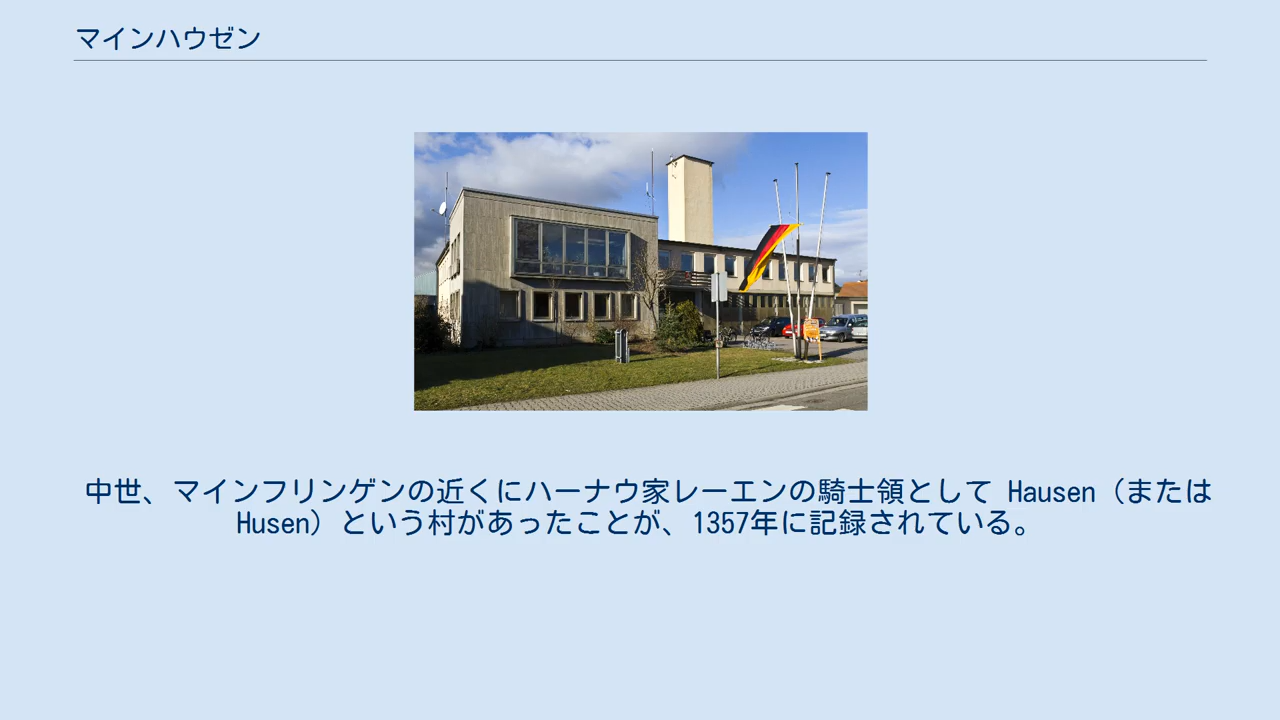 マインハウゼン
中世、マインフリンゲンの近くにハーナウ家レーエンの騎士領として Hausen（または
Husen）という村があったことが、1357年に記録されている。